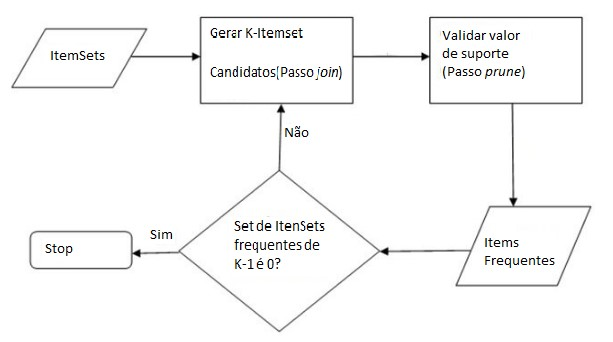 ItemSets
Gerar K-Itemset
Candidatos(Passo join)
Validar valor
de suporte
(Passo prune)
Não
Set de ItenSets
frequentes de
K-1 é 0?
Sim
Stop
Items
Frequentes